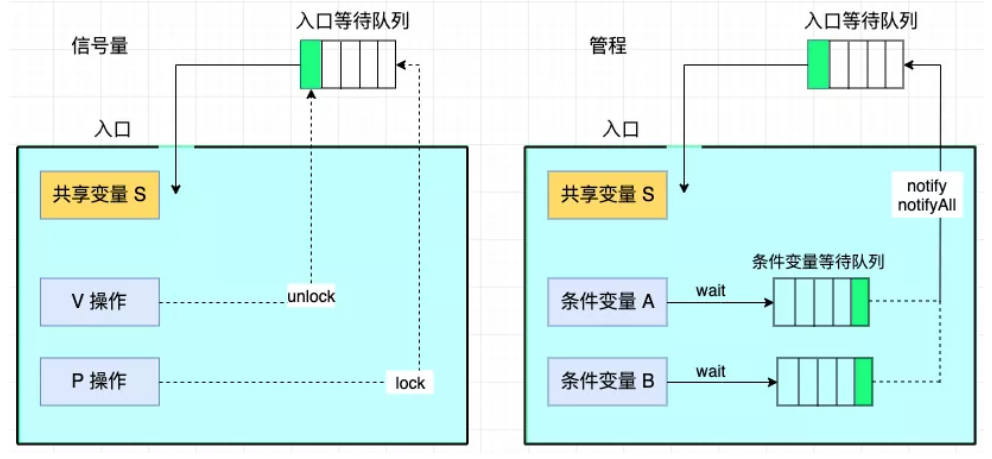 信号量
入口等待队列
入口
共享变量 S
V 操作
unlock
P 操作
lock
管程
入口等待队列
入口
共享变量 S
notify
notifyAll
条件变量等待队列
条件变量 A
wait
条件变量 B
wait